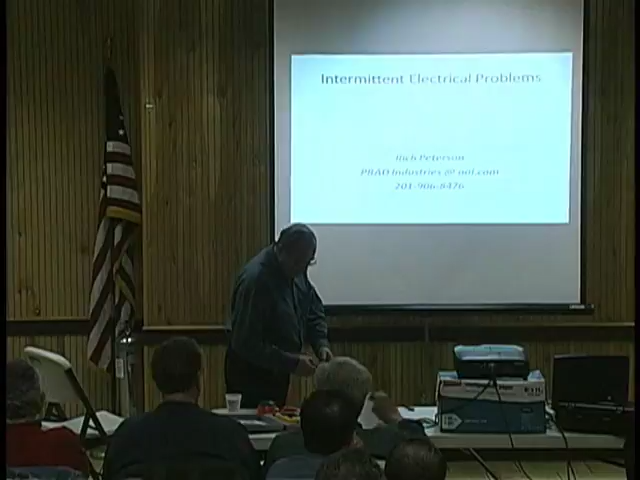 Intermittent Electrical Problems
Rich Peterson
PRAD Industries @ aol.com
201-906-8476